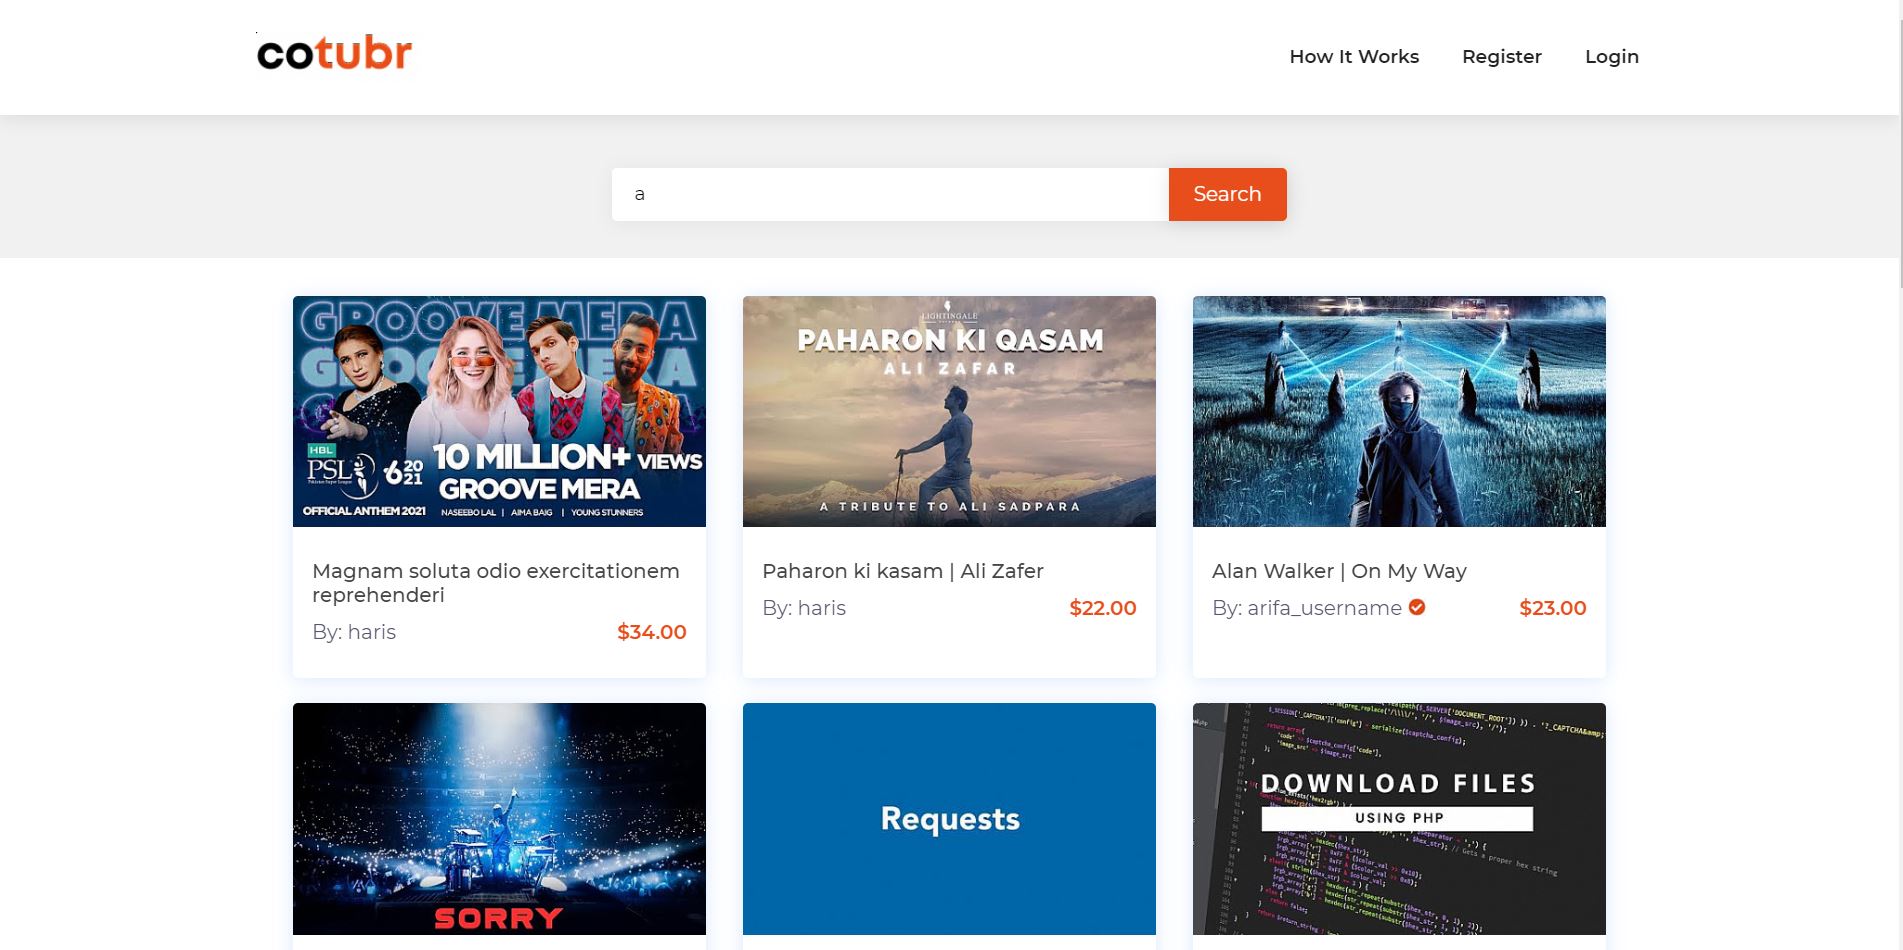 cotubr
How It Works
Register
Login
a
Search
GROOVE MERA
HBL
PSL 6 2021
10 MILLION+ VIEWS
GROOVE MERA
OFFICIAL ANTHEM 2021
NASEEBO LAL | AIMA BAIG | YOUNG STUNNERS
LIGHTINGALE
PAHARON KI QASAM
ALI ZAFAR
A TRIBUTE TO ALI SADPARA
Magnam soluta odio exercitationem
reprehenderi
By: haris
$34.00
Paharon ki kasam | Ali Zafer
By: haris
$22.00
Alan Walker | On My Way
By: arifa_username
$23.00
SORRY
Requests
DOWNLOAD FILES
USING PHP